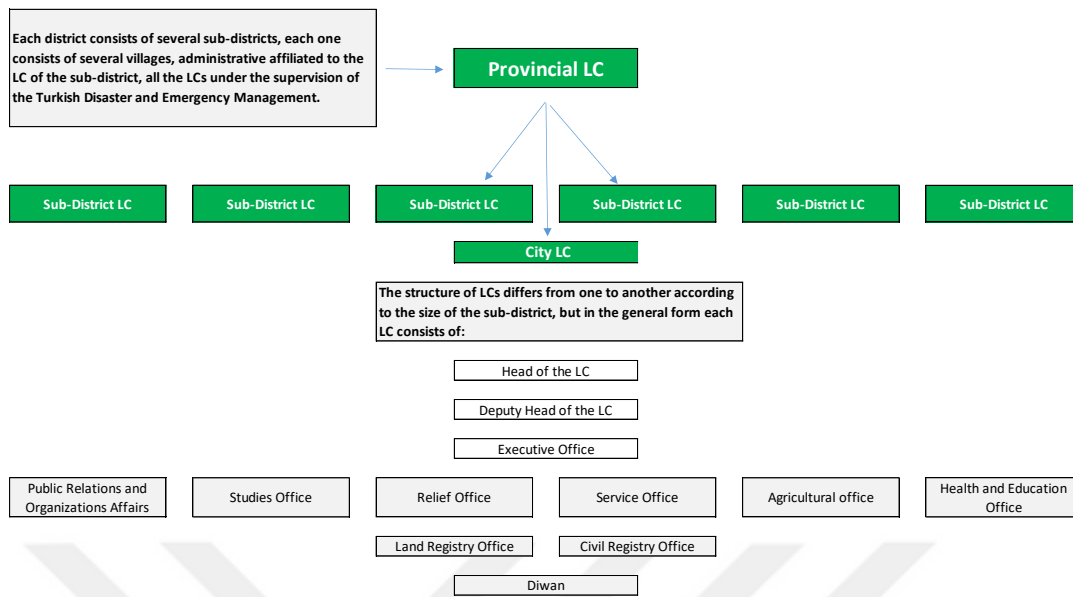 Each district consists of several sub-districts, each one
consists of several villages, administrative affiliated to the
LC of the sub-district, all the LCs under the supervision of
the Turkish Disaster and Emergency Management.
Provincial LC
Sub-District LC
Sub-District LC
Sub-District LC
Sub-District LC
Sub-District LC
Sub-District LC
City LC
The structure of LCs differs from one to another according
to the size of the sub-district, but in the general form each
LC consists of:
Head of the LC
Deputy Head of the LC
Executive Office
Public Relations and
Organizations Affairs
Studies Office
Relief Office
Service Office
Agricultural office
Health and Education
Office
Land Registry Office
Civil Registry Office
Diwan